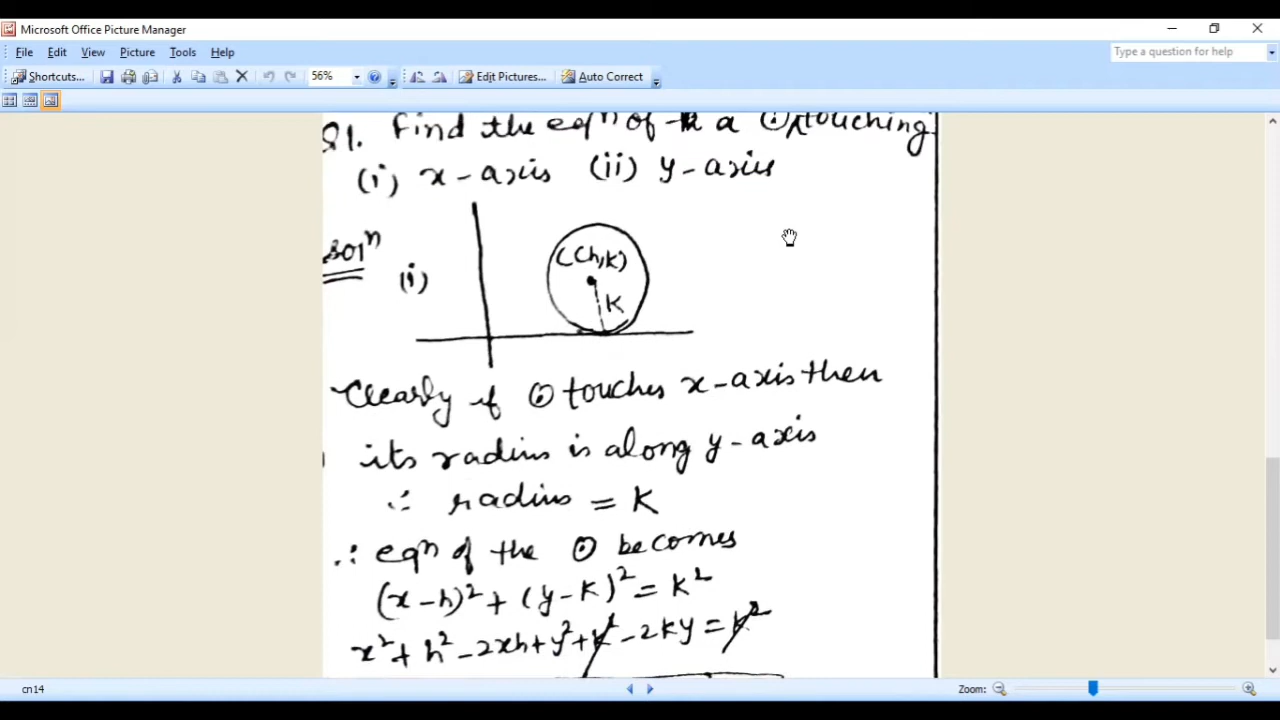 Microsoft Office Picture Manager
File Edit View Picture Tools Help
Type a question for help
Shortcuts... 56% Edit Pictures... Auto Correct
Q1. Find the eqⁿ of a ⊙ touching
(i) x-axis (ii) y-axis
Solⁿ
(i)
(Ch,k)
K
Clearly if ⊙ touches x-axis then
its radius is along y-axis
∴ radius = K
∴ eqⁿ of the ⊙ becomes
(x-h)² + (y-k)² = k²
x² + h² - 2xh + y² + k² - 2ky = k²
cn14
Zoom: